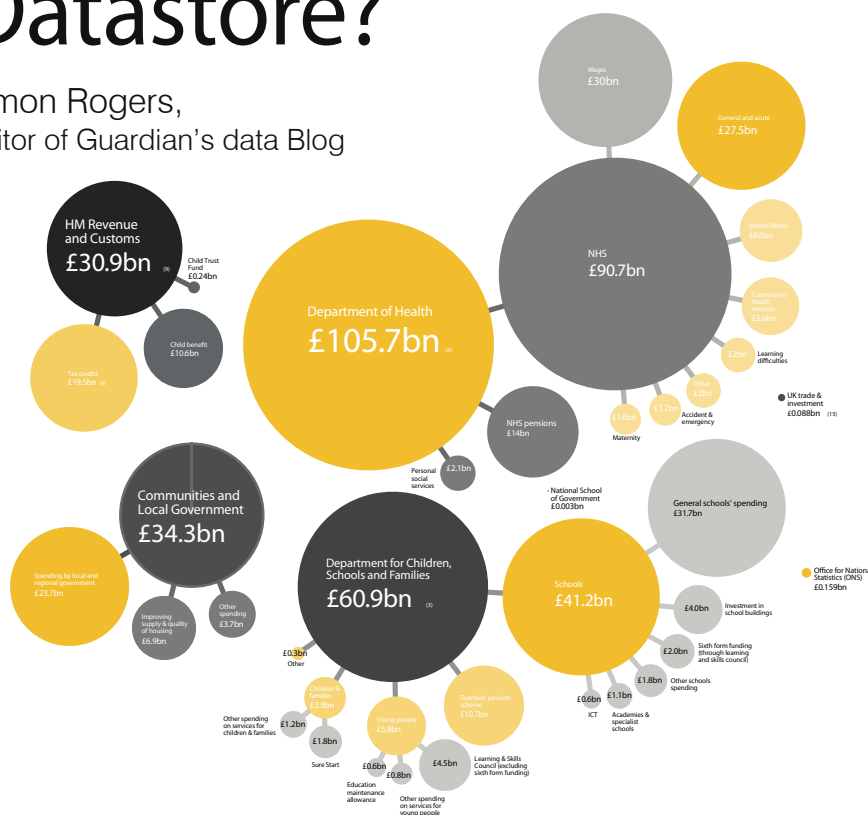 Datastore?
mon Rogers,
itor of Guardian's data Blog
Wages
£30bn
General and acute
£27.5bn
HM Revenue
and Customs
£30.9bn (9)
Child Trust
Fund
£0.24bn
Child benefit
£10.6bn
Tax credits
£19.5bn
Department of Health
£105.7bn
NHS
£90.7bn
Mental illness
£6.6bn
Community
health
services
£5.6bn
£2bn
Learning
difficulties
Other
£2bn
£1.7bn
Accident &
emergency
£1.6bn
Maternity
UK trade &
investment
£0.088bn (15)
NHS pensions
£14bn
£2.1bn
Personal
social
services
- National School
of Government
£0.003bn
Communities and
Local Government
£34.3bn
Spending by local and
regional government
£23.7bn
Improving
supply & quality
of housing
£6.9bn
Other
spending
£3.7bn
Department for Children,
Schools and Families
£60.9bn (3)
Schools
£41.2bn
General schools' spending
£31.7bn
Office for Nationa
Statistics (ONS)
£0.159bn
£4.0bn
Investment in
school buildings
£2.0bn
Sixth form funding
(through learning
and skills council)
£1.8bn
Other schools
spending
£1.1bn
Academies &
specialist
schools
£0.6bn
ICT
£0.3bn
Other
Children &
families
£2.9bn
£1.2bn
Other spending
on services for
children & families
£1.8bn
Sure Start
Young people
£5.8bn
£0.6bn
Education
maintenance
allowance
£0.8bn
Other spending
on services for
young people
£4.5bn
Learning & Skills
Council (excluding
sixth form funding)
Teachers' pension
scheme
£10.7bn